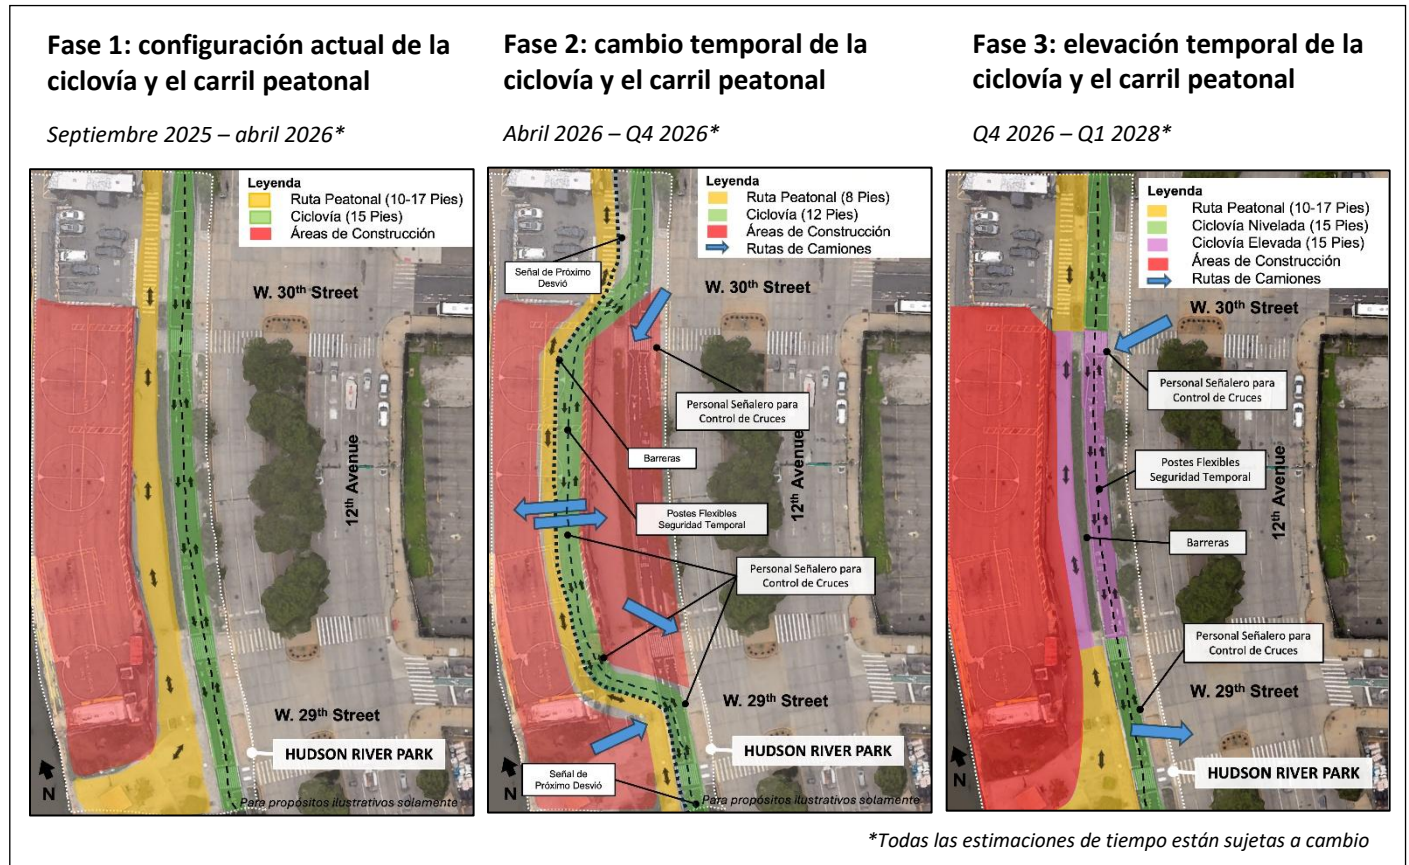 Fase 1: configuración actual de la
ciclovía y el carril peatonal
Septiembre 2025 – abril 2026*
Leyenda
Ruta Peatonal (10-17 Pies)
Ciclovía (15 Pies)
Áreas de Construcción
W. 30th Street
12th Avenue
W. 29th Street
HUDSON RIVER PARK
N
Para propósitos ilustrativos solamente
Fase 2: cambio temporal de la
ciclovía y el carril peatonal
Abril 2026 – Q4 2026*
Leyenda
Ruta Peatonal (8 Pies)
Ciclovía (12 Pies)
Áreas de Construcción
Rutas de Camiones
Señal de Próximo
Desvió
W. 30th Street
Personal Señalero para
Control de Cruces
Barreras
12th Avenue
Postes Flexibles
Seguridad Temporal
Personal Señalero para
Control de Cruces
W. 29th Street
HUDSON RIVER PARK
Señal de
Próximo Desvió
N
Para propósitos ilustrativos solamente
Fase 3: elevación temporal de la
ciclovía y el carril peatonal
Q4 2026 – Q1 2028*
Leyenda
Ruta Peatonal (10-17 Pies)
Ciclovía Nivelada (15 Pies)
Ciclovía Elevada (15 Pies)
Áreas de Construcción
Rutas de Camiones
W. 30th Street
Personal Señalero para
Control de Cruces
Postes Flexibles
Seguridad Temporal
12th Avenue
Barreras
Personal Señalero para
Control de Cruces
W. 29th Street
HUDSON RIVER PARK
N
*Todas las estimaciones de tiempo están sujetas a cambio